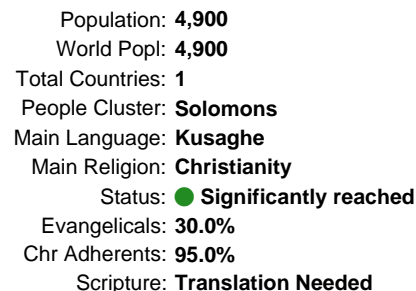 Population: 4,900
World Popl: 4,900
Total Countries: 1
People Cluster: Solomons
Main Language: Kusaghe
Main Religion: Christianity
Status: Significantly reached
Evangelicals: 30.0%
Chr Adherents: 95.0%
Scripture: Translation Needed